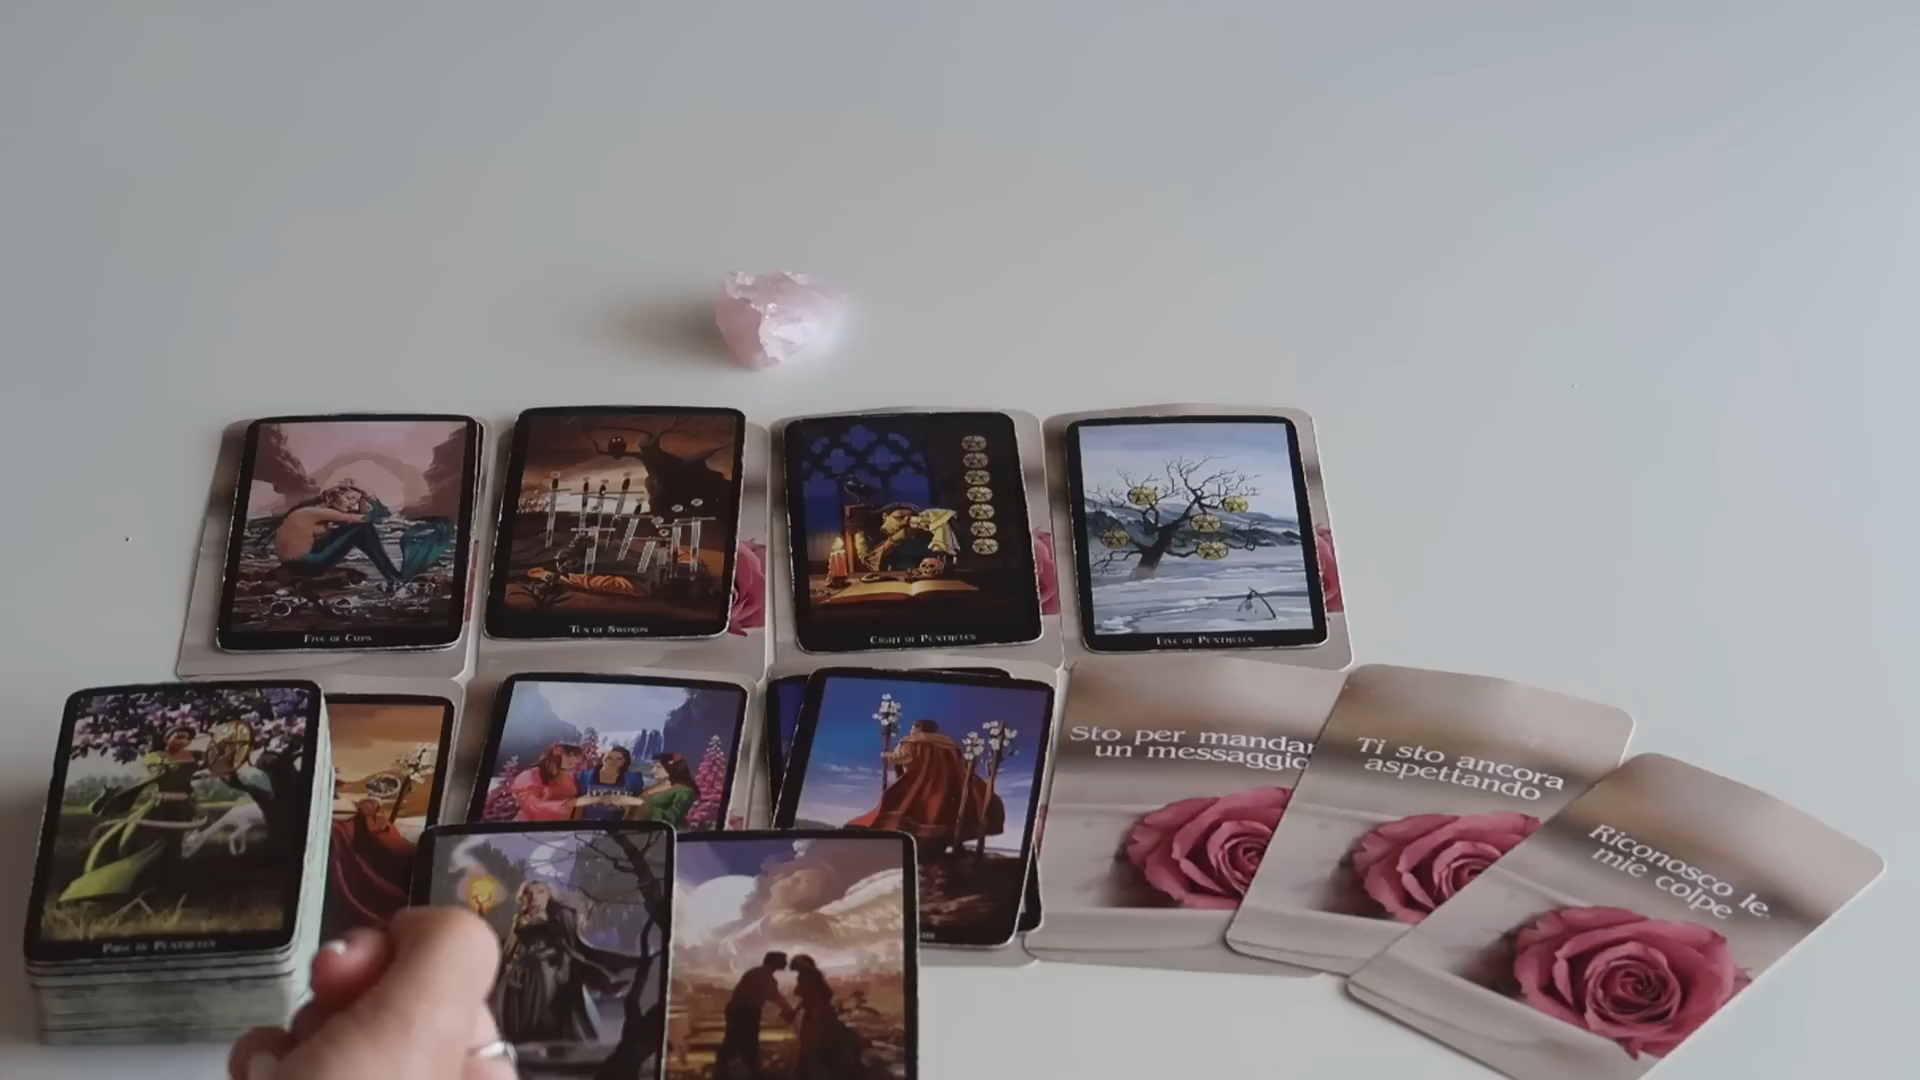 Five of Cups
Ten of Swords
Eight of Pentacles
Five of Pentacles
Sto per mandar
un messaggio
Ti sto ancora
aspettando
Riconosco le
mie colpe